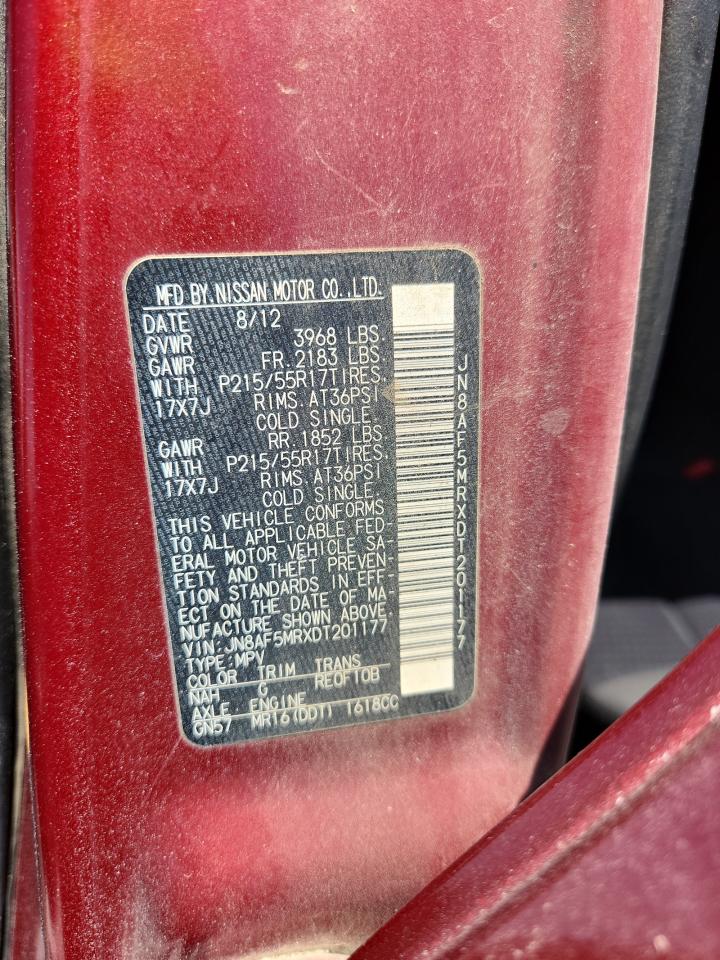 MFD BY NISSAN MOTOR CO.,LTD.
DATE 8/12
GVWR 3968 LBS.
GAWR FR. 2183 LBS.
WITH P215/55R17TIRES.
17X7J RIMS. AT36PSI
COLD SINGLE.
GAWR RR. 1852 LBS.
WITH P215/55R17TIRES.
17X7J RIMS. AT36PSI
COLD SINGLE.
THIS VEHICLE CONFORMS
TO ALL APPLICABLE FED-
ERAL MOTOR VEHICLE SA-
FETY AND THEFT PREVEN-
TION STANDARDS IN EFF-
ECT ON THE DATE OF MA-
NUFACTURE SHOWN ABOVE.
VIN: JN8AF5MRXDT201177
TYPE: MPV
COLOR TRIM TRANS
NAH G RE0F10B
AXLE ENGINE
GN57 MR16(DDT) 1618CC
JN8AF5MRXDT201177